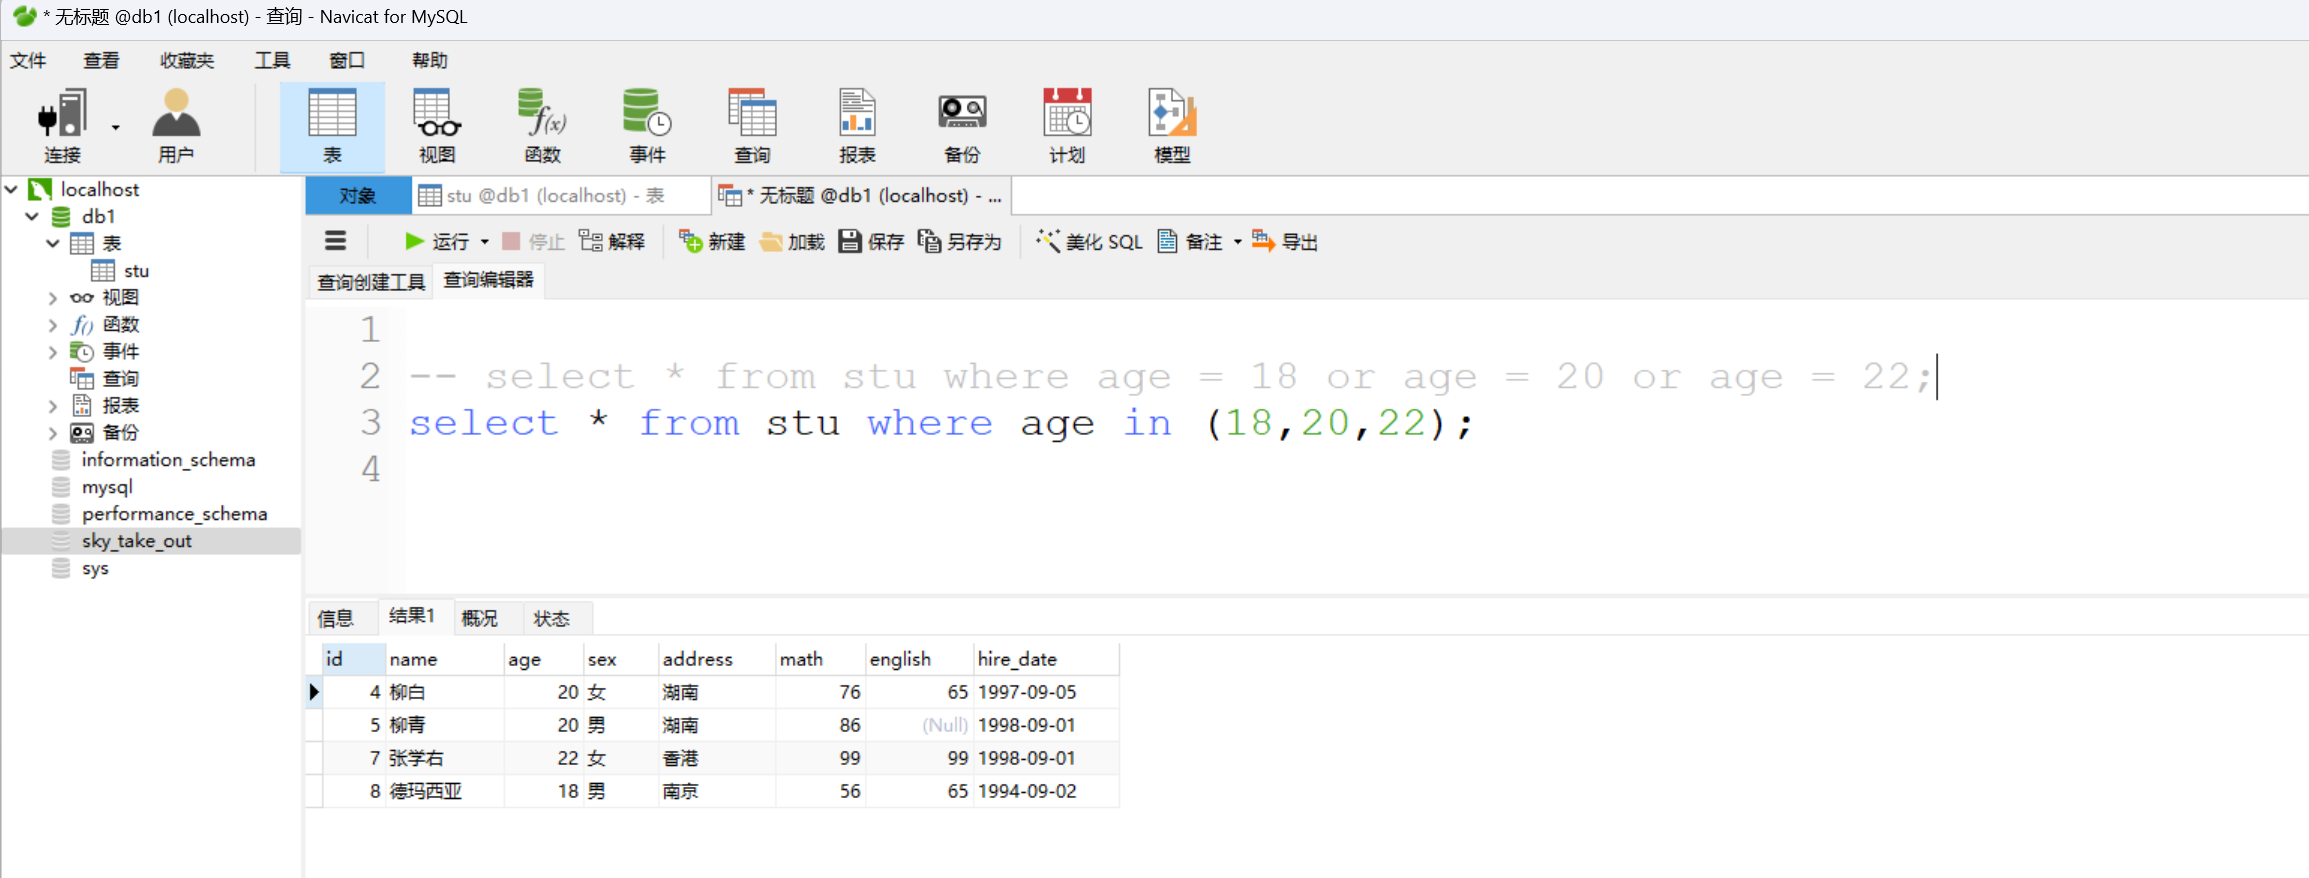 * 无标题 @db1 (localhost) - 查询 - Navicat for MySQL
文件 查看 收藏夹 工具 窗口 帮助
连接 用户 表 视图 函数 事件 查询 报表 备份 计划 模型
localhost
db1
表
stu
视图
函数
事件
查询
报表
备份
information_schema
mysql
performance_schema
sky_take_out
sys
对象 stu @db1 (localhost) - 表 * 无标题 @db1 (localhost) - ...
运行 停止 解释 新建 加载 保存 另存为 美化 SQL 备注 导出
查询创建工具 查询编辑器
1
2 -- select * from stu where age = 18 or age = 20 or age = 22;
3 select * from stu where age in (18,20,22);
4
信息 结果1 概况 状态
id name age sex address math english hire_date
4 柳白 20 女 湖南 76 65 1997-09-05
5 柳青 20 男 湖南 86 (Null) 1998-09-01
7 张学右 22 女 香港 99 99 1998-09-01
8 德玛西亚 18 男 南京 56 65 1994-09-02